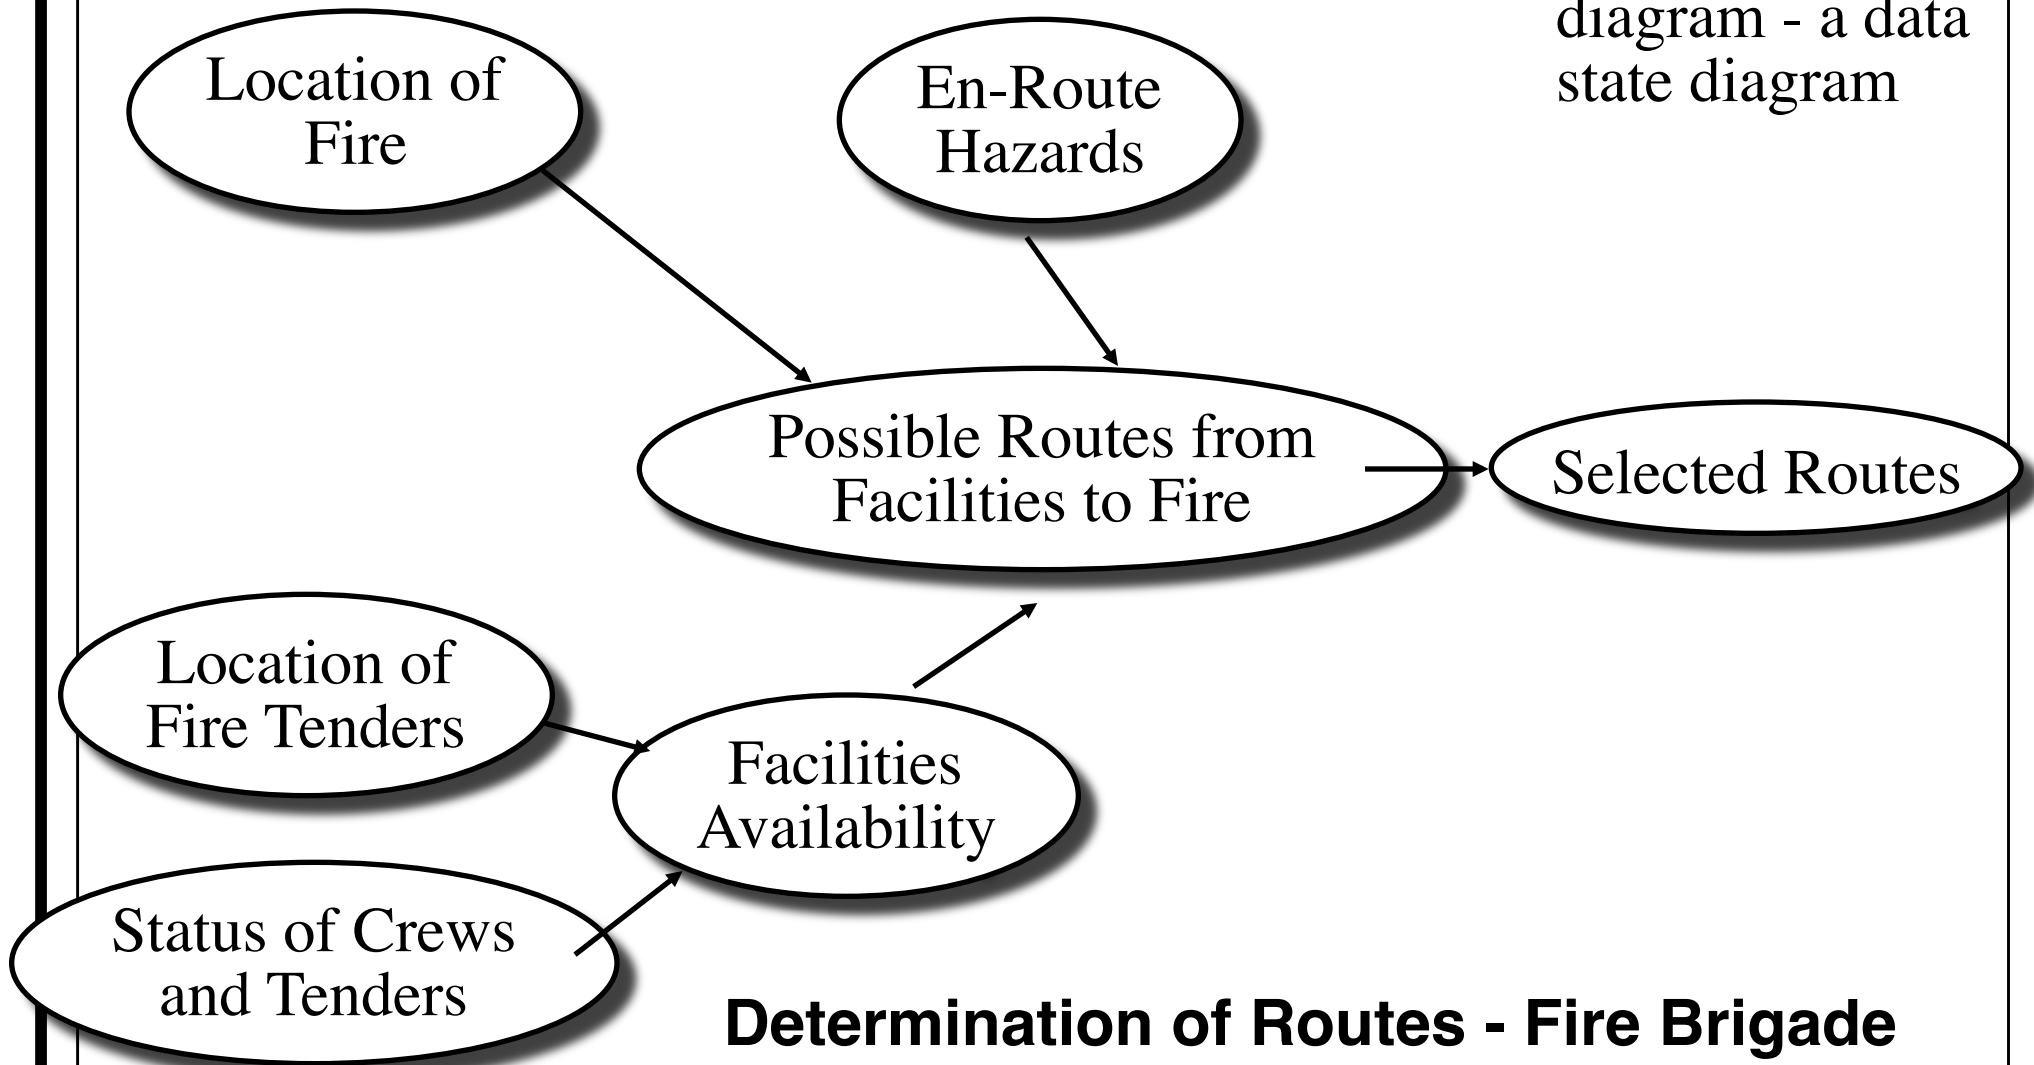 diagram - a data
state diagram
Location of
Fire
En-Route
Hazards
Possible Routes from
Facilities to Fire
Selected Routes
Location of
Fire Tenders
Facilities
Availability
Status of Crews
and Tenders
Determination of Routes - Fire Brigade